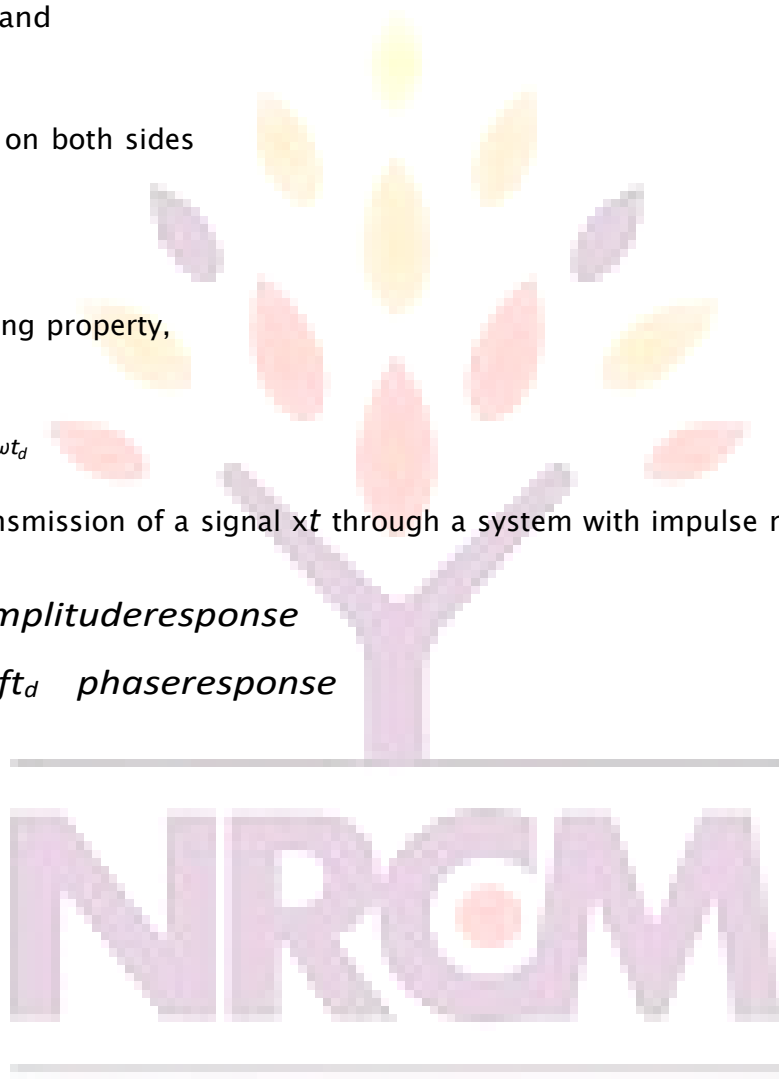 and
on both sides
ng property,
ωt_d
nsmission of a signal xt through a system with impulse r
mplituderesponse
ft_d phaseresponse
NRCM